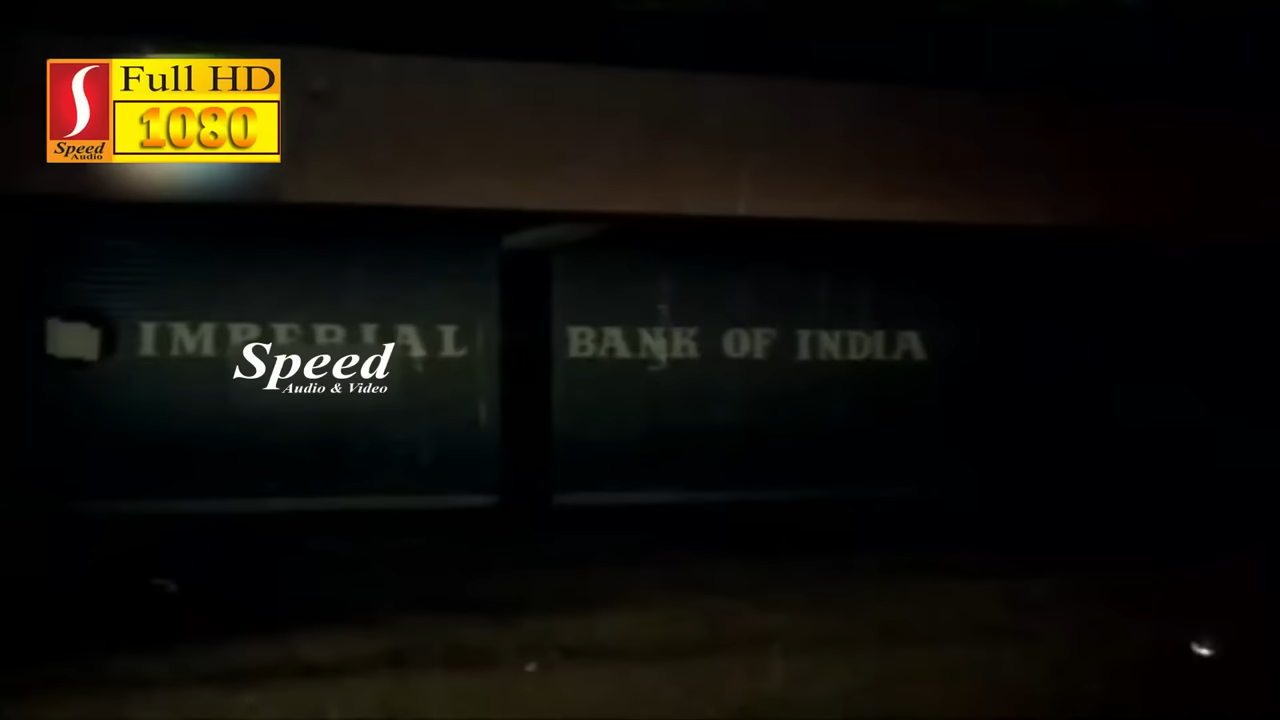 Full HD
1080
Speed
Audio
IMPERIAL BANK OF INDIA
Speed
Audio & Video